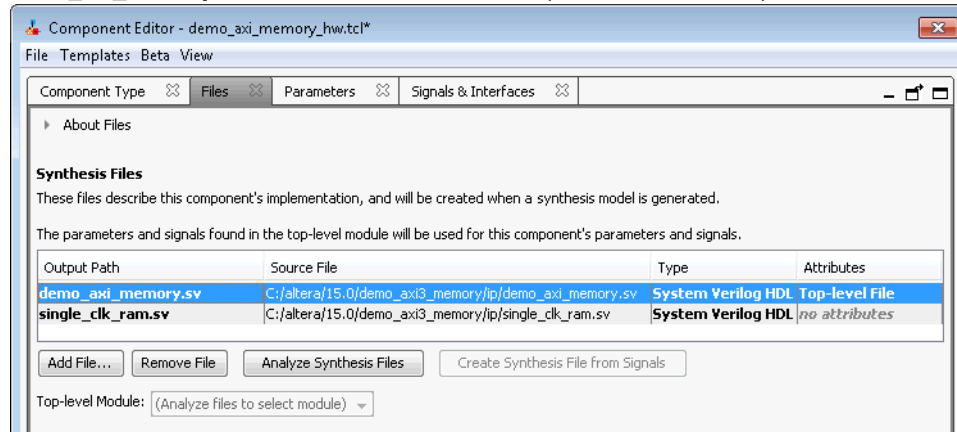 Component Editor - demo_axi_memory_hw.tcl*
File Templates Beta View
Component Type Files Parameters Signals & Interfaces
About Files
Synthesis Files
These files describe this component's implementation, and will be created when a synthesis model is generated.
The parameters and signals found in the top-level module will be used for this component's parameters and signals.
Output Path Source File Type Attributes
demo_axi_memory.sv C:/altera/15.0/demo_axi3_memory/ip/demo_axi_memory.sv System Verilog HDL Top-level File
single_clk_ram.sv C:/altera/15.0/demo_axi3_memory/ip/single_clk_ram.sv System Verilog HDL no attributes
Add File... Remove File Analyze Synthesis Files Create Synthesis File from Signals
Top-level Module: (Analyze files to select module)